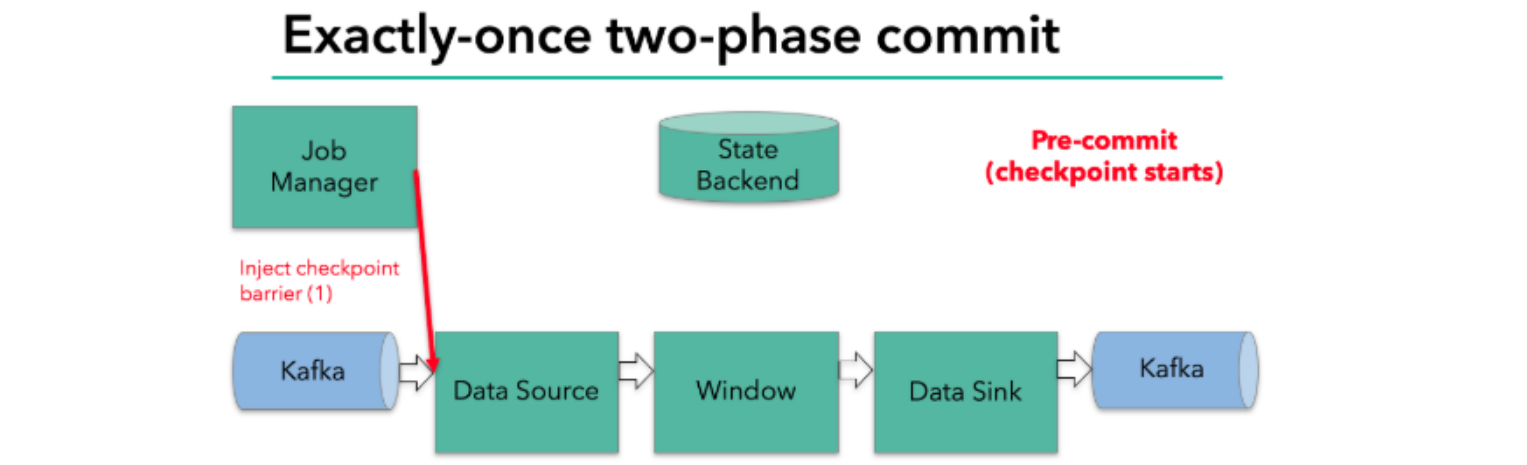 Exactly-once two-phase commit
Job
Manager
State
Backend
Pre-commit
(checkpoint starts)
Inject checkpoint
barrier (1)
Kafka
Data Source
Window
Data Sink
Kafka